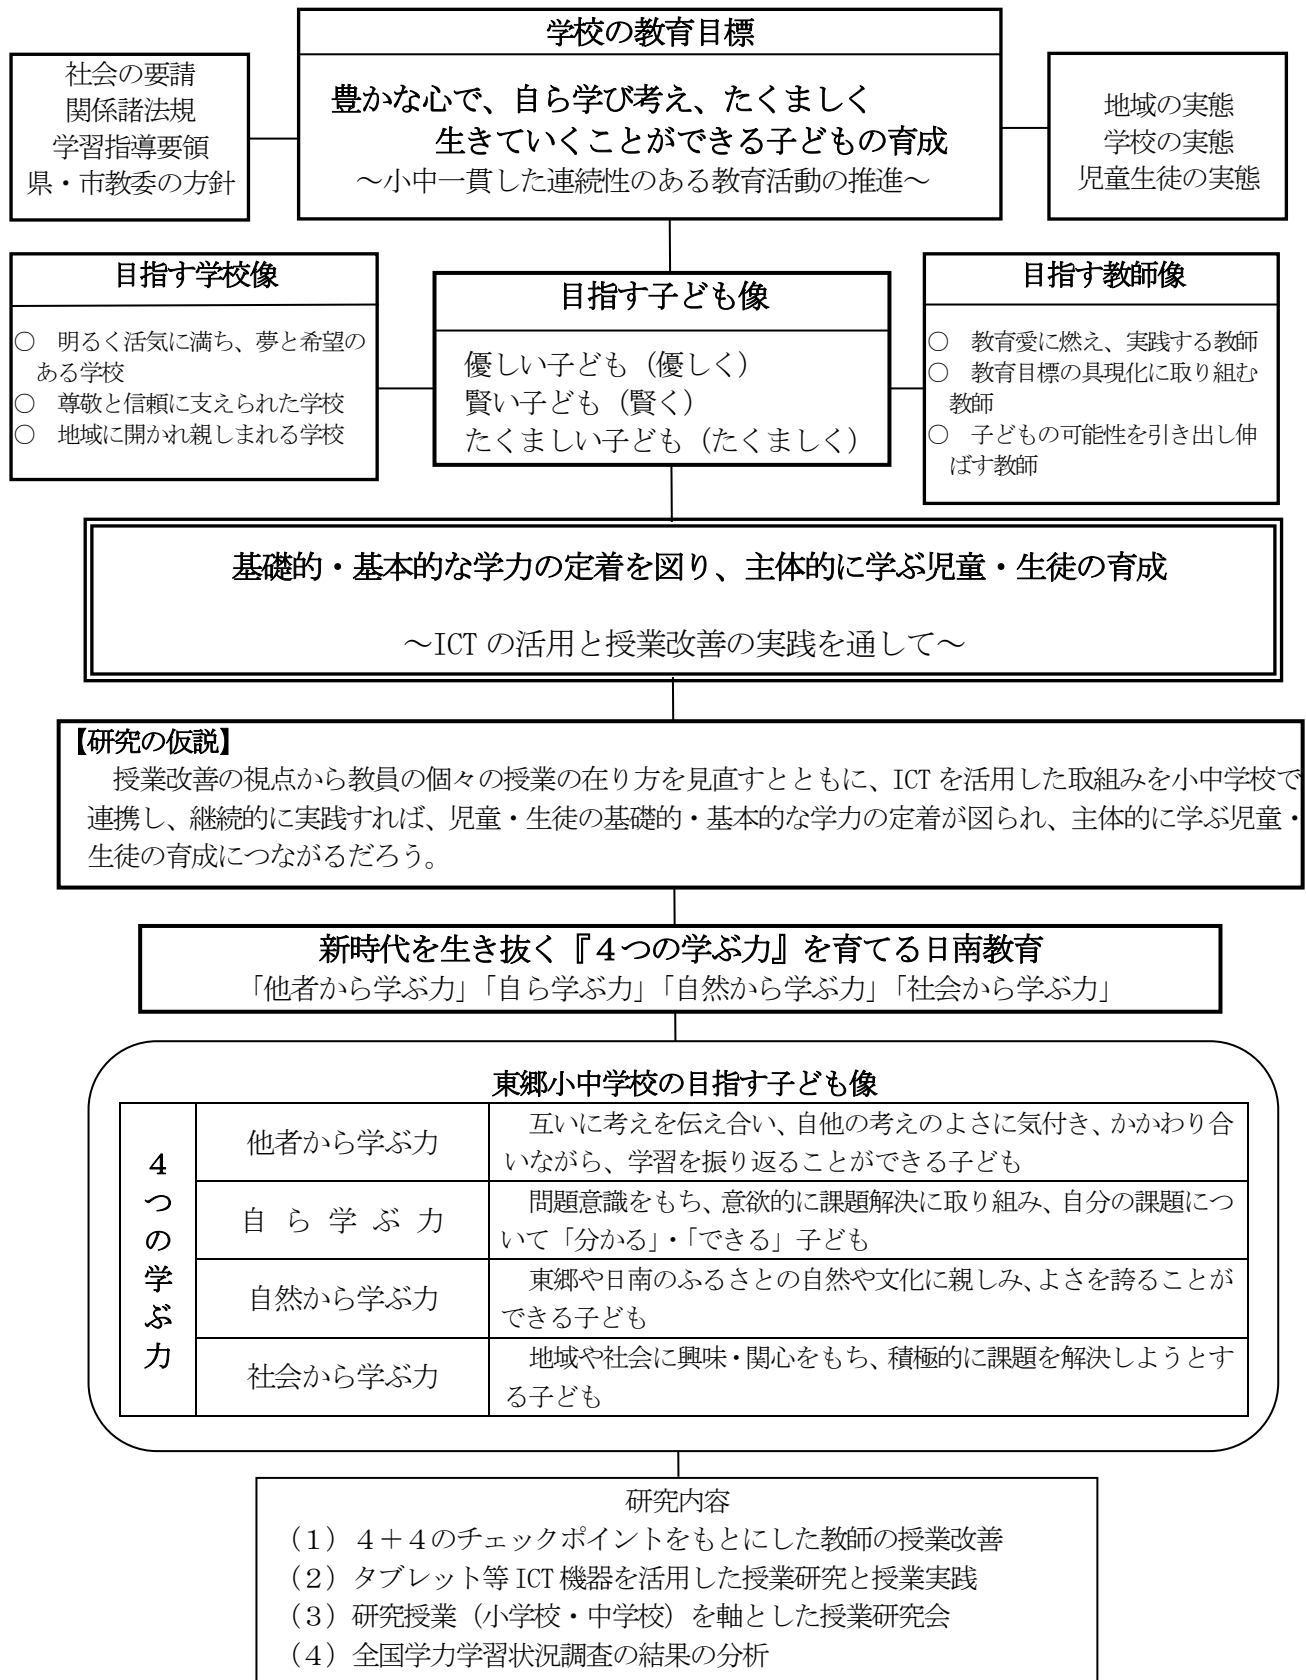 学校の教育目標
豊かな心で、自ら学び考え、たくましく
生きていくことができる子どもの育成
～小中一貫した連続性のある教育活動の推進～
社会の要請
関係諸法規
学習指導要領
県・市教委の方針
地域の実態
学校の実態
児童生徒の実態
目指す学校像
○　明るく活気に満ち、夢と希望の
ある学校
○　尊敬と信頼に支えられた学校
○　地域に開かれ親しまれる学校
目指す子ども像
優しい子ども（優しく）
賢い子ども（賢く）
たくましい子ども（たくましく）
目指す教師像
○　教育愛に燃え、実践する教師
○　教育目標の具現化に取り組む
教師
○　子どもの可能性を引き出し伸
ばす教師
基礎的・基本的な学力の定着を図り、主体的に学ぶ児童・生徒の育成
～ICT の活用と授業改善の実践を通して～
【研究の仮説】
授業改善の視点から教員の個々の授業の在り方を見直すとともに、ICT を活用した取組みを小中学校で
連携し、継続的に実践すれば、児童・生徒の基礎的・基本的な学力の定着が図られ、主体的に学ぶ児童・
生徒の育成につながるだろう。
新時代を生き抜く『４つの学ぶ力』を育てる日南教育
「他者から学ぶ力」「自ら学ぶ力」「自然から学ぶ力」「社会から学ぶ力」
東郷小中学校の目指す子ども像
４つの学ぶ力
他者から学ぶ力
互いに考えを伝え合い、自他の考えのよさに気付き、かかわり合
いながら、学習を振り返ることができる子ども
自 ら 学 ぶ 力
問題意識をもち、意欲的に課題解決に取り組み、自分の課題につ
いて「分かる」・「できる」子ども
自然から学ぶ力
東郷や日南のふるさとの自然や文化に親しみ、よさを誇ることが
できる子ども
社会から学ぶ力
地域や社会に興味・関心をもち、積極的に課題を解決しようとす
る子ども
研究内容
（１）４＋４のチェックポイントをもとにした教師の授業改善
（２）タブレット等 ICT 機器を活用した授業研究と授業実践
（３）研究授業（小学校・中学校）を軸とした授業研究会
（４）全国学力学習状況調査の結果の分析